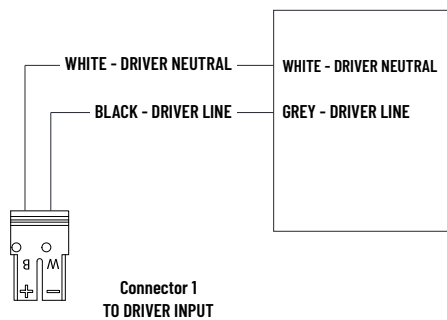 WHITE - DRIVER NEUTRAL
WHITE - DRIVER NEUTRAL
BLACK - DRIVER LINE
GREY - DRIVER LINE
B W
+ −
Connector 1
TO DRIVER INPUT